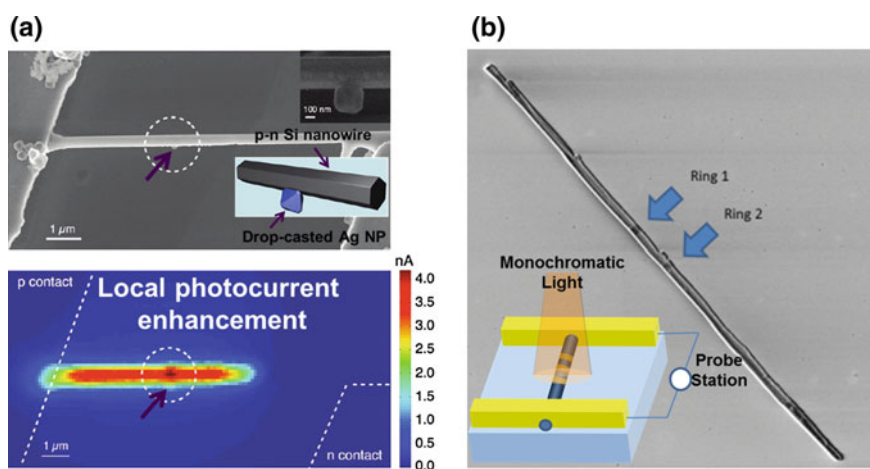 (a)
100 nm
p-n Si nanowire
1 µm
Drop-casted Ag NP
nA
p contact
Local photocurrent
enhancement
4.0
3.5
3.0
2.5
2.0
1.5
1.0
0.5
0.0
1 µm
n contact
(b)
Ring 1
Ring 2
Monochromatic
Light
Probe
Station